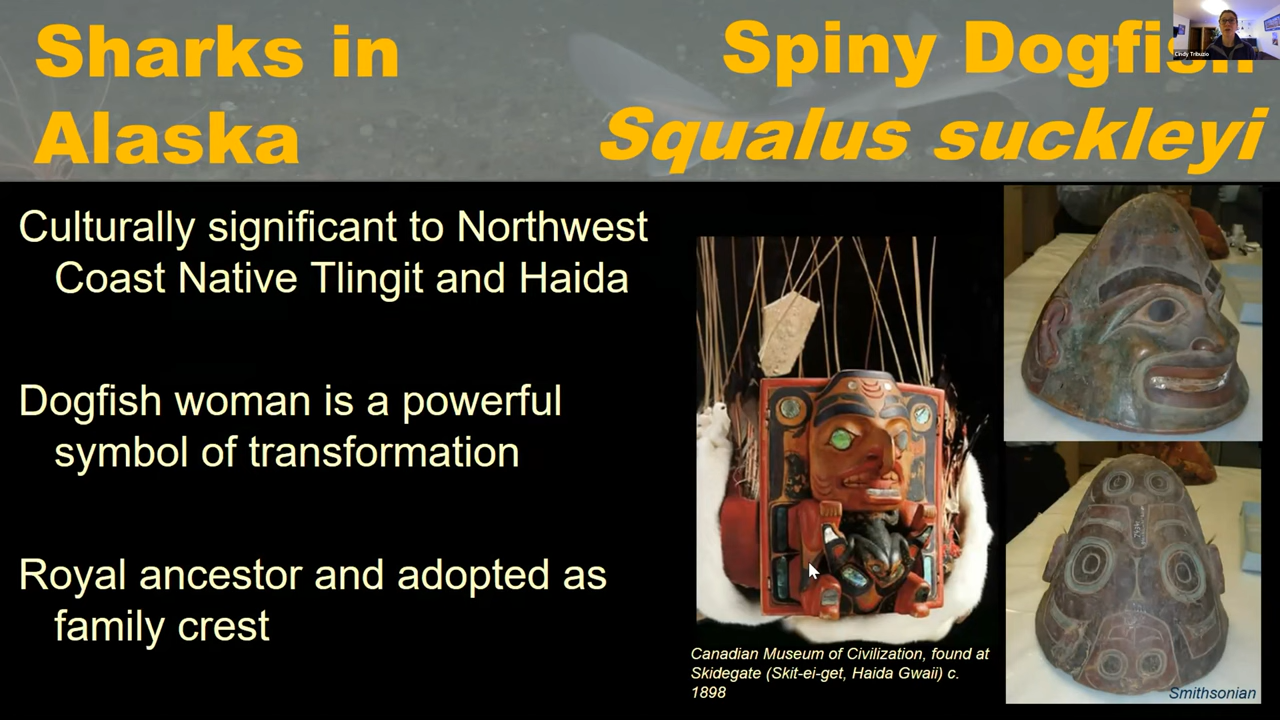 Sharks in
Alaska
Spiny Dogfish
Squalus suckleyi
Cindy Tribuzio
Culturally significant to Northwest
Coast Native Tlingit and Haida
Dogfish woman is a powerful
symbol of transformation
Royal ancestor and adopted as
family crest
Canadian Museum of Civilization, found at
Skidegate (Skit-ei-get, Haida Gwaii) c.
1898
Smithsonian